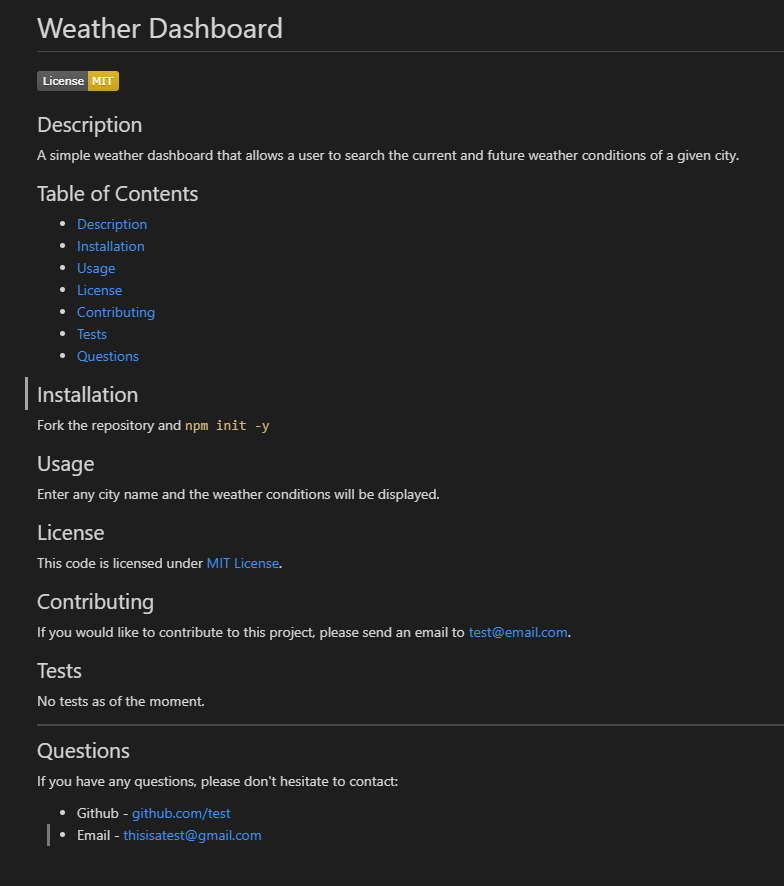 Weather Dashboard
License MIT
Description
A simple weather dashboard that allows a user to search the current and future weather conditions of a given city.
Table of Contents
Description
Installation
Usage
License
Contributing
Tests
Questions
Installation
Fork the repository and npm init -y
Usage
Enter any city name and the weather conditions will be displayed.
License
This code is licensed under MIT License.
Contributing
If you would like to contribute to this project, please send an email to test@email.com.
Tests
No tests as of the moment.
Questions
If you have any questions, please don't hesitate to contact:
Github - github.com/test
Email - thisisatest@gmail.com